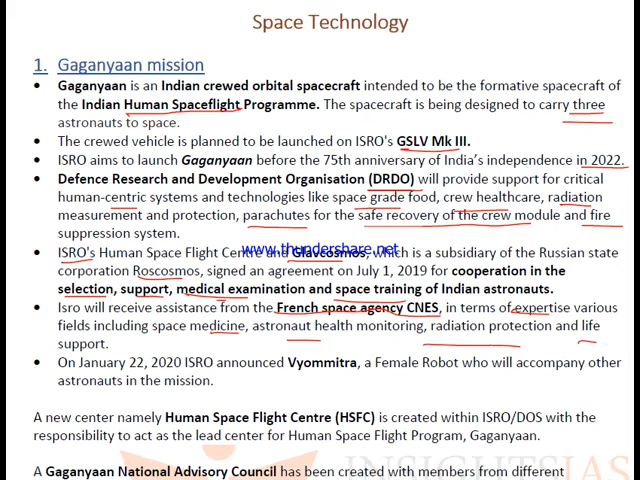 Space Technology
1. Gaganyaan mission
• Gaganyaan is an Indian crewed orbital spacecraft intended to be the formative spacecraft of
the Indian Human Spaceflight Programme. The spacecraft is being designed to carry three
astronauts to space.
• The crewed vehicle is planned to be launched on ISRO's GSLV Mk III.
• ISRO aims to launch Gaganyaan before the 75th anniversary of India's independence in 2022.
• Defence Research and Development Organisation (DRDO) will provide support for critical
human-centric systems and technologies like space grade food, crew healthcare, radiation
measurement and protection, parachutes for the safe recovery of the crew module and fire
suppression system.
• ISRO's Human Space Flight Centre and Glavcosmos, which is a subsidiary of the Russian state
www.thundershare.net
corporation Roscosmos, signed an agreement on July 1, 2019 for cooperation in the
selection, support, medical examination and space training of Indian astronauts.
• Isro will receive assistance from the French space agency CNES, in terms of expertise various
fields including space medicine, astronaut health monitoring, radiation protection and life
support.
• On January 22, 2020 ISRO announced Vyommitra, a Female Robot who will accompany other
astronauts in the mission.
A new center namely Human Space Flight Centre (HSFC) is created within ISRO/DOS with the
responsibility to act as the lead center for Human Space Flight Program, Gaganyaan.
A Gaganyaan National Advisory Council has been created with members from different
INSIGHTSIAS